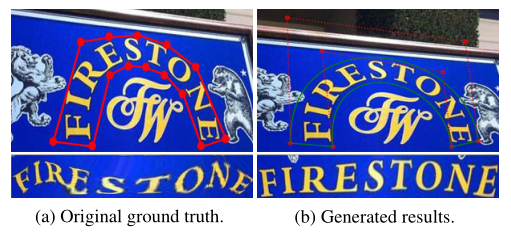 FIRESTONE
FW
FIRESTONE
FW
FIRESTONE
FIRESTONE
(a) Original ground truth.
(b) Generated results.